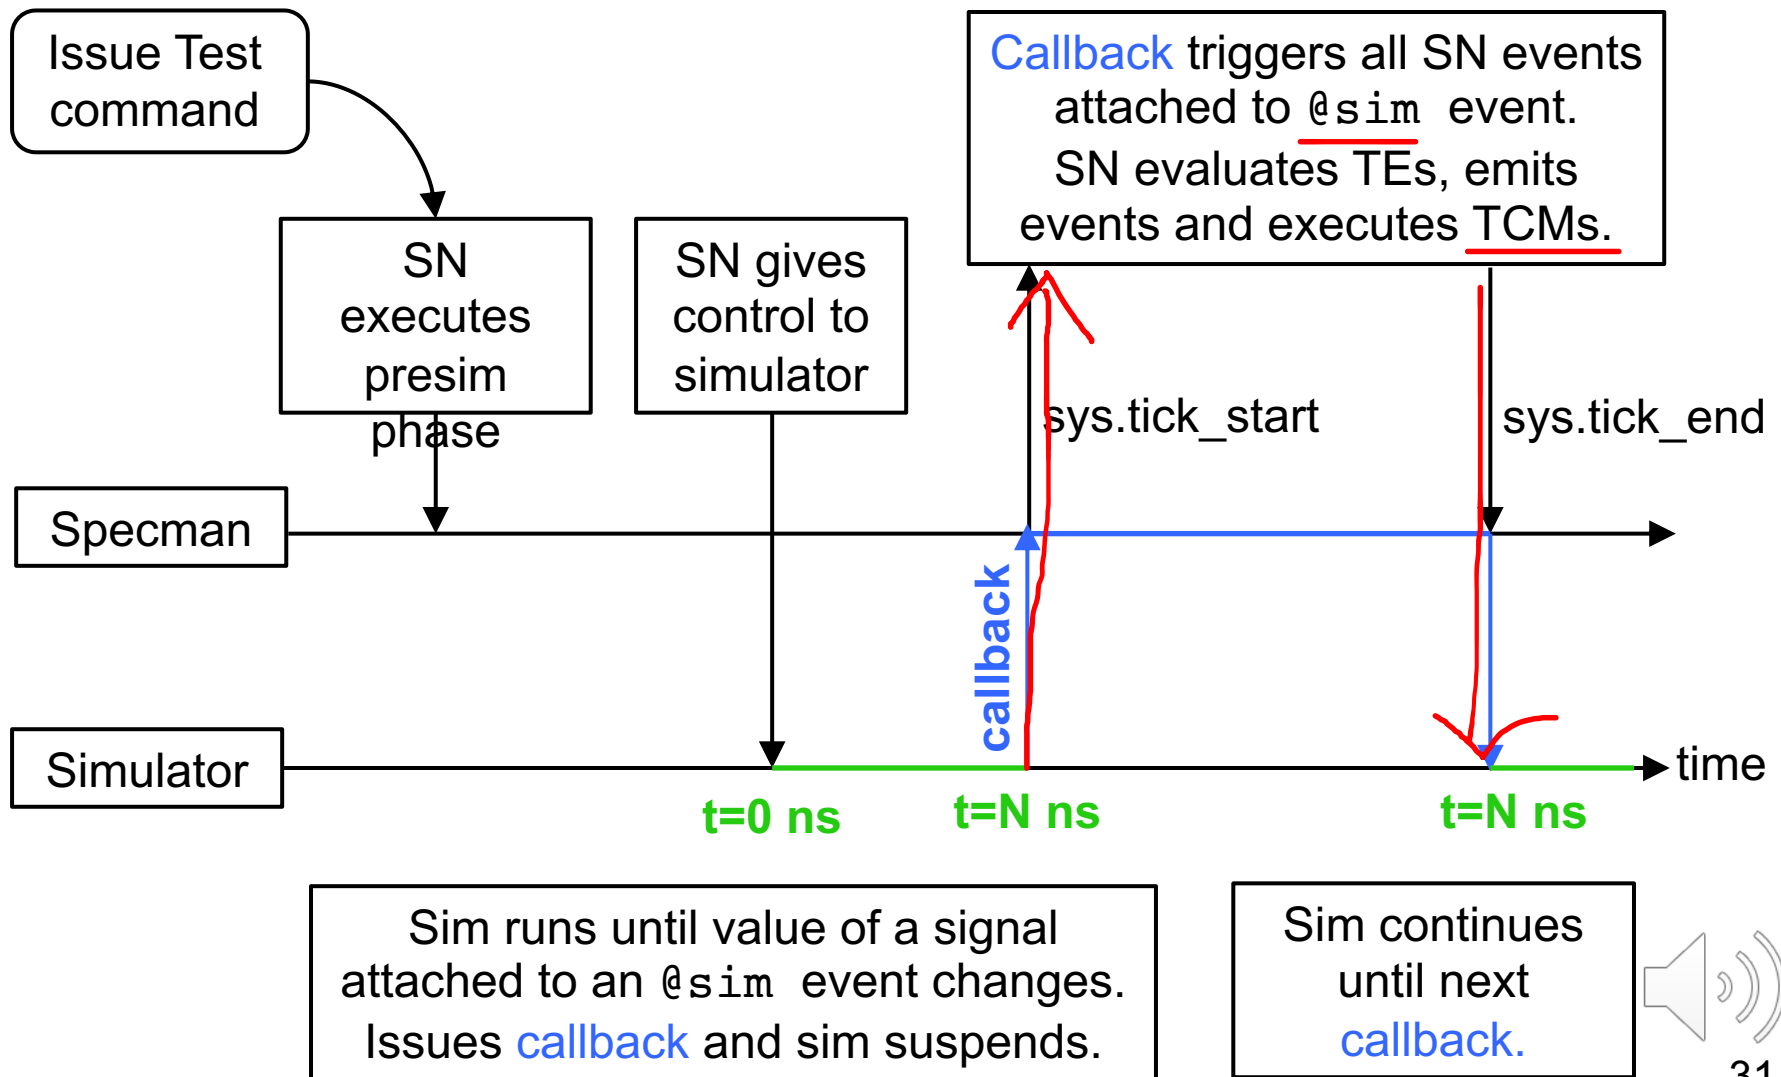 Issue Test
command
Callback triggers all SN events
attached to @sim event.
SN evaluates TEs, emits
events and executes TCMs.
SN
executes
presim
phase
SN gives
control to
simulator
sys.tick_start
sys.tick_end
Specman
callback
Simulator
time
t=0 ns
t=N ns
t=N ns
Sim runs until value of a signal
attached to an @sim event changes.
Issues callback and sim suspends.
Sim continues
until next
callback.
31